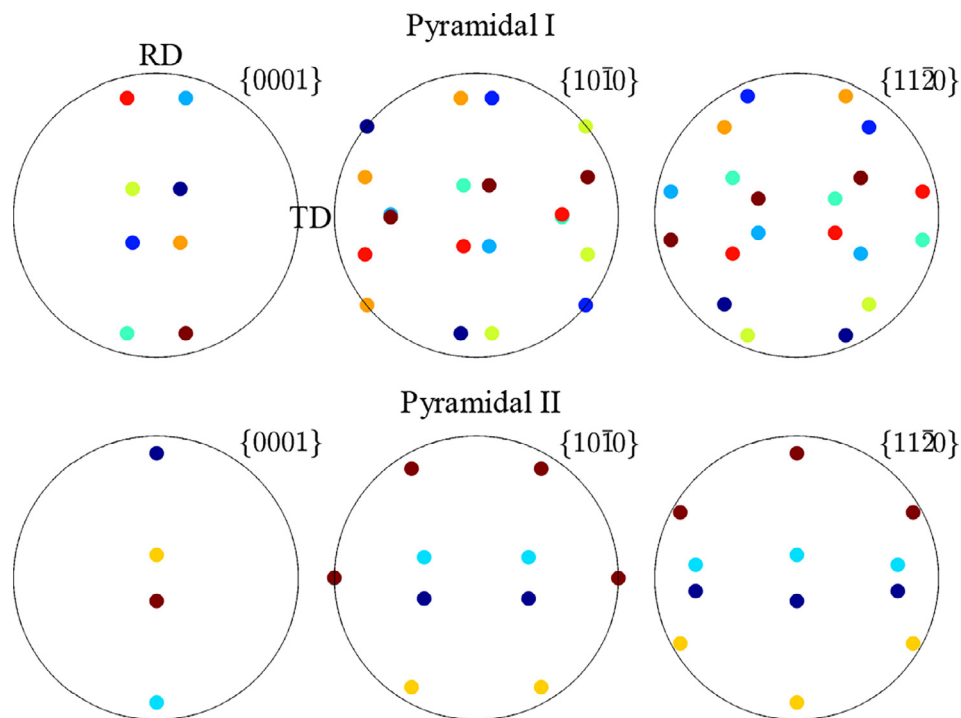 Pyramidal I
RD
{0001} {101̅0} {112̅0}
TD
Pyramidal II
{0001} {101̅0} {112̅0}